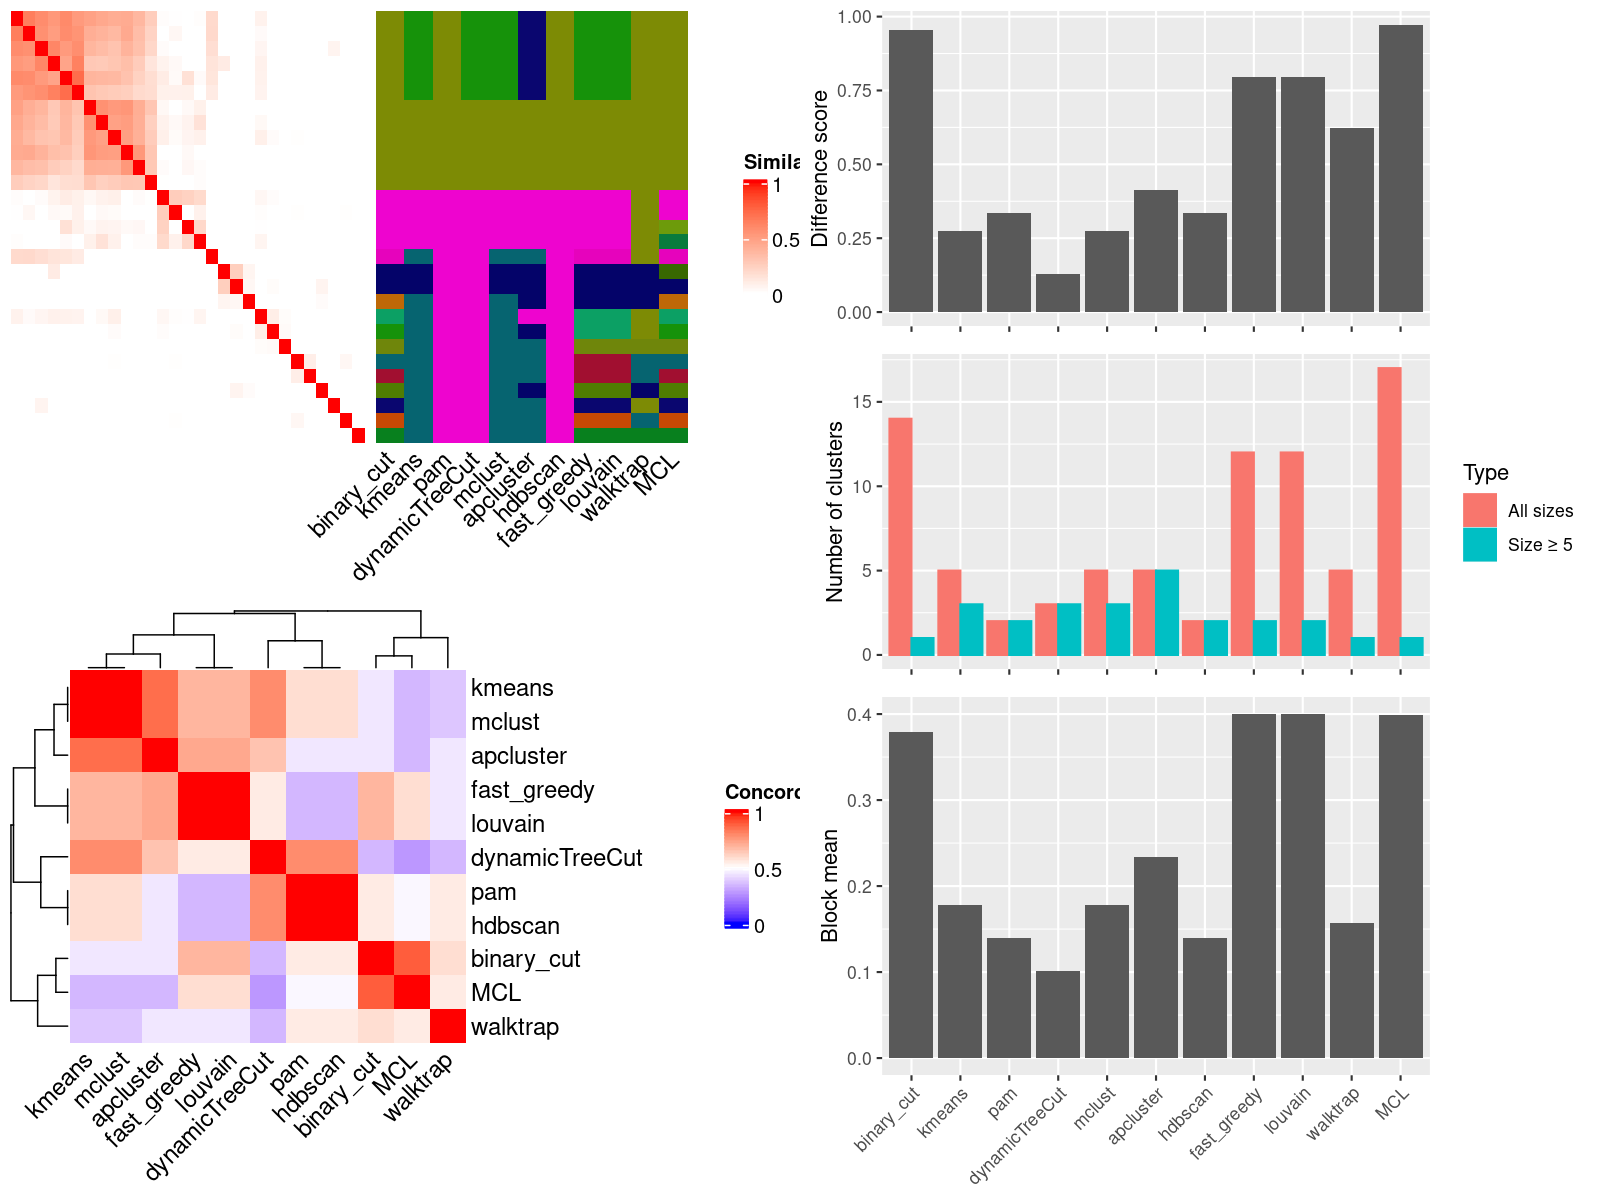 Simila
1
0.5
0
binary_cut
kmeans
pam
dynamicTreeCut
mclust
apcluster
hdbscan
fast_greedy
louvain
walktrap
MCL
kmeans
mclust
apcluster
fast_greedy
louvain
dynamicTreeCut
pam
hdbscan
binary_cut
MCL
walktrap
kmeans
mclust
apcluster
fast_greedy
louvain
dynamicTreeCut
pam
hdbscan
binary_cut
MCL
walktrap
Concord
1
0.5
0
Difference score
1.00
0.75
0.50
0.25
0.00
Number of clusters
15
10
5
0
Type
All sizes
Size ≥ 5
Block mean
0.4
0.3
0.2
0.1
0.0
binary_cut
kmeans
pam
dynamicTreeCut
mclust
apcluster
hdbscan
fast_greedy
louvain
walktrap
MCL